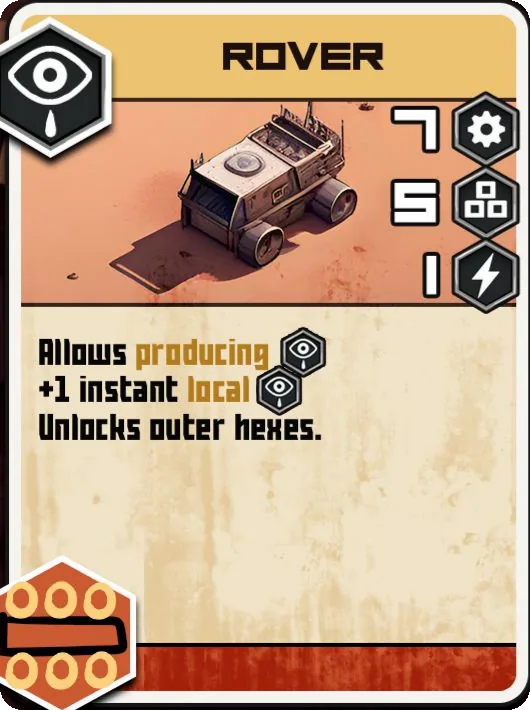 ROVER
7
5
1
Allows producing
+1 instant local
Unlocks outer hexes.